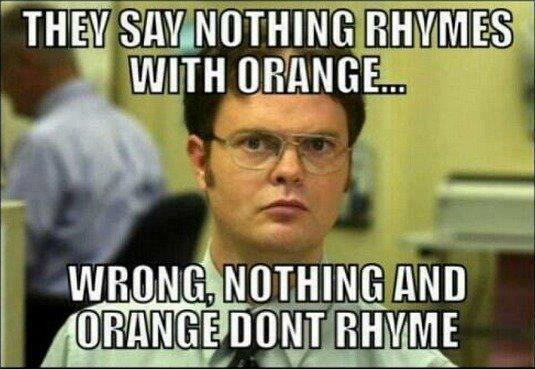 THEY SAY NOTHING RHYMES
WITH ORANGE...
WRONG, NOTHING AND
ORANGE DONT RHYME